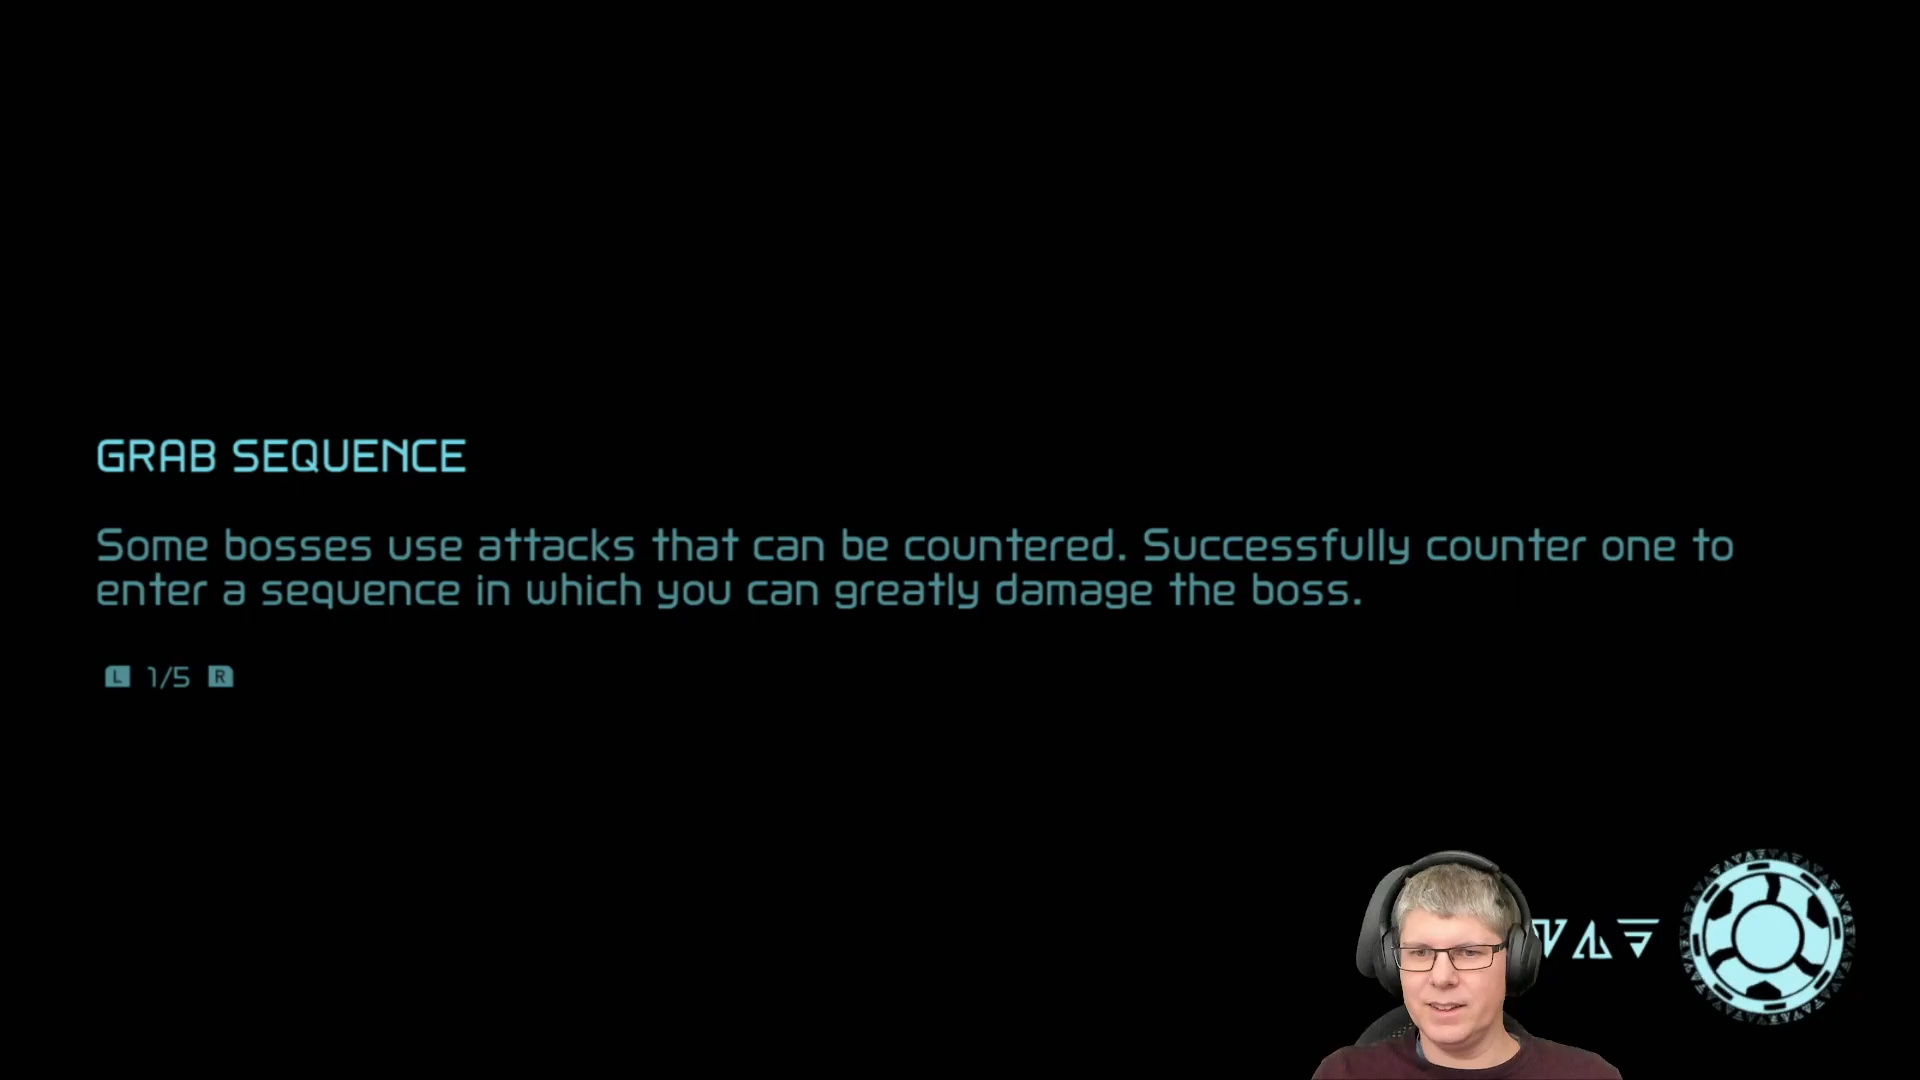 GRAB SEQUENCE
Some bosses use attacks that can be countered. Successfully counter one to
enter a sequence in which you can greatly damage the boss.
L 1/5 R